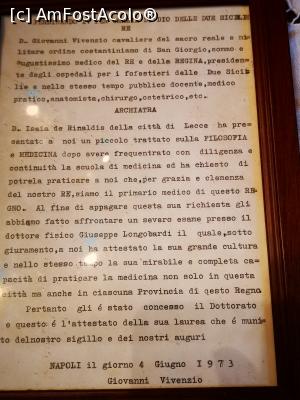 [c] AmFostAcolo®
DIO DELLE DUE SICILIE
RE
D. Giovanni Vivenzio cavaliere del sacro reale e mi
litare ordine costantiniamo di San Giorgio, sommo e
augustissimo medico del RE e della REGINA, presiden-
te degli ospedali per i fofestieri delle Due Sici
lie e nello stesso tempo pubblico docente, medico
pratico, anatomista, chirurgo, ostetrico, etc.
ARCHIATRA
D. Isaia de Rinaldis della città di Lecce ha pre-
sentato a noi un piccolo trattato sulla FILOSOFIA
e MEDICINA dopo avere frequentrato con diligenza e
continuità la scuola di medicina ed ha chiesto di
poterela praticare a noi che, per grazia e clemenza
del nostro RE, siamo il primario medico di questo RE-
GNO. Al fine di appagare questa sua richiesta gli
abbiamo fatto affrontare un severo esame presso il
dottore fisico Giuseppe Longobardi il quale, sotto
giuramento, a noi ha attestato la sua grande cultura
e nello stesso tempo la sua mirabile e completa ca-
pacità di praticare la medicina non solo in questa
città ma anche in ciascuna Provincia di qesto Regno
Pertanto gli é stato concesso il Dottorato
e questo é l'attestato della sua laurea che é muni-
to delnostro sigillo e dei nostri auguri
NAPOLI il giorno 4 Giugno I973
Giovanni Vivenzio